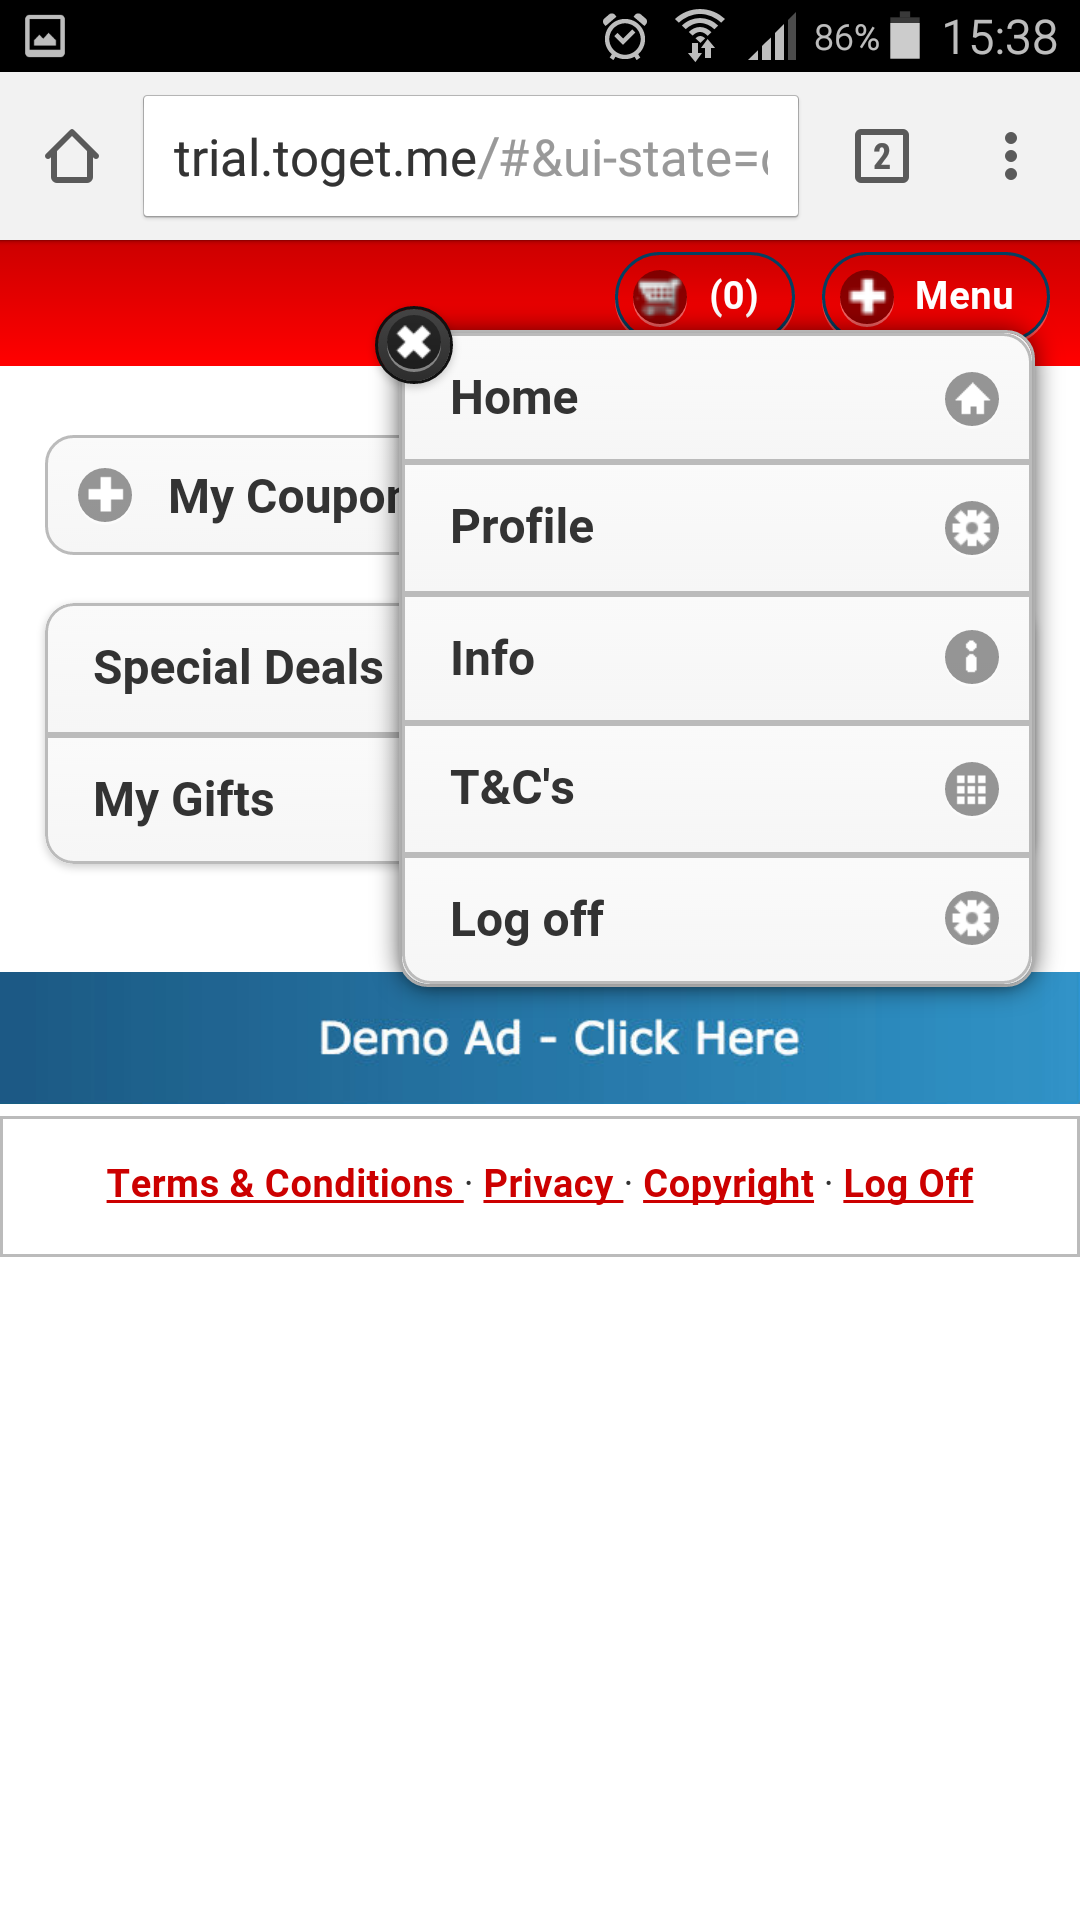 86% 15:38
trial.toget.me/#&ui-state=
2
(0) Menu
Home
My Coupon
Profile
Info
Special Deals
T&C's
My Gifts
Log off
Demo Ad - Click Here
Terms & Conditions · Privacy · Copyright · Log Off